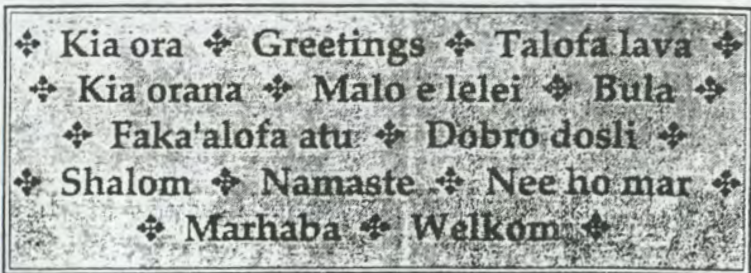 ✤ Kia ora ✤ Greetings ✤ Talofa lava ✤
✤ Kia orana ✤ Malo e lelei ✤ Bula ✤
✤ Faka'alofa atu ✤ Dobro dosli ✤
✤ Shalom ✤ Namaste ✤ Nee ho mar ✤
✤ Marhaba ✤ Welkom ✤